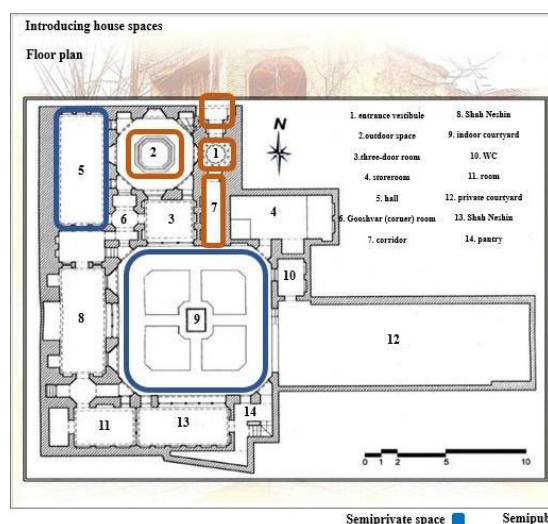 Introducing house spaces
Floor plan
1. entrance vestibule
2.outdoor space
3.three-door room
4. storeroom
5. hall
6. Gooshvar (corner) room
7. corridor
8. Shah Neshin
9. indoor courtyard
10. WC
11. room
12. private courtyard
13. Shah Neshin
14. pantry
N
5
2
1
6
3
7
4
8
9
10
12
11
13
14
0 1 2 5 10
Semiprivate space
Semipub